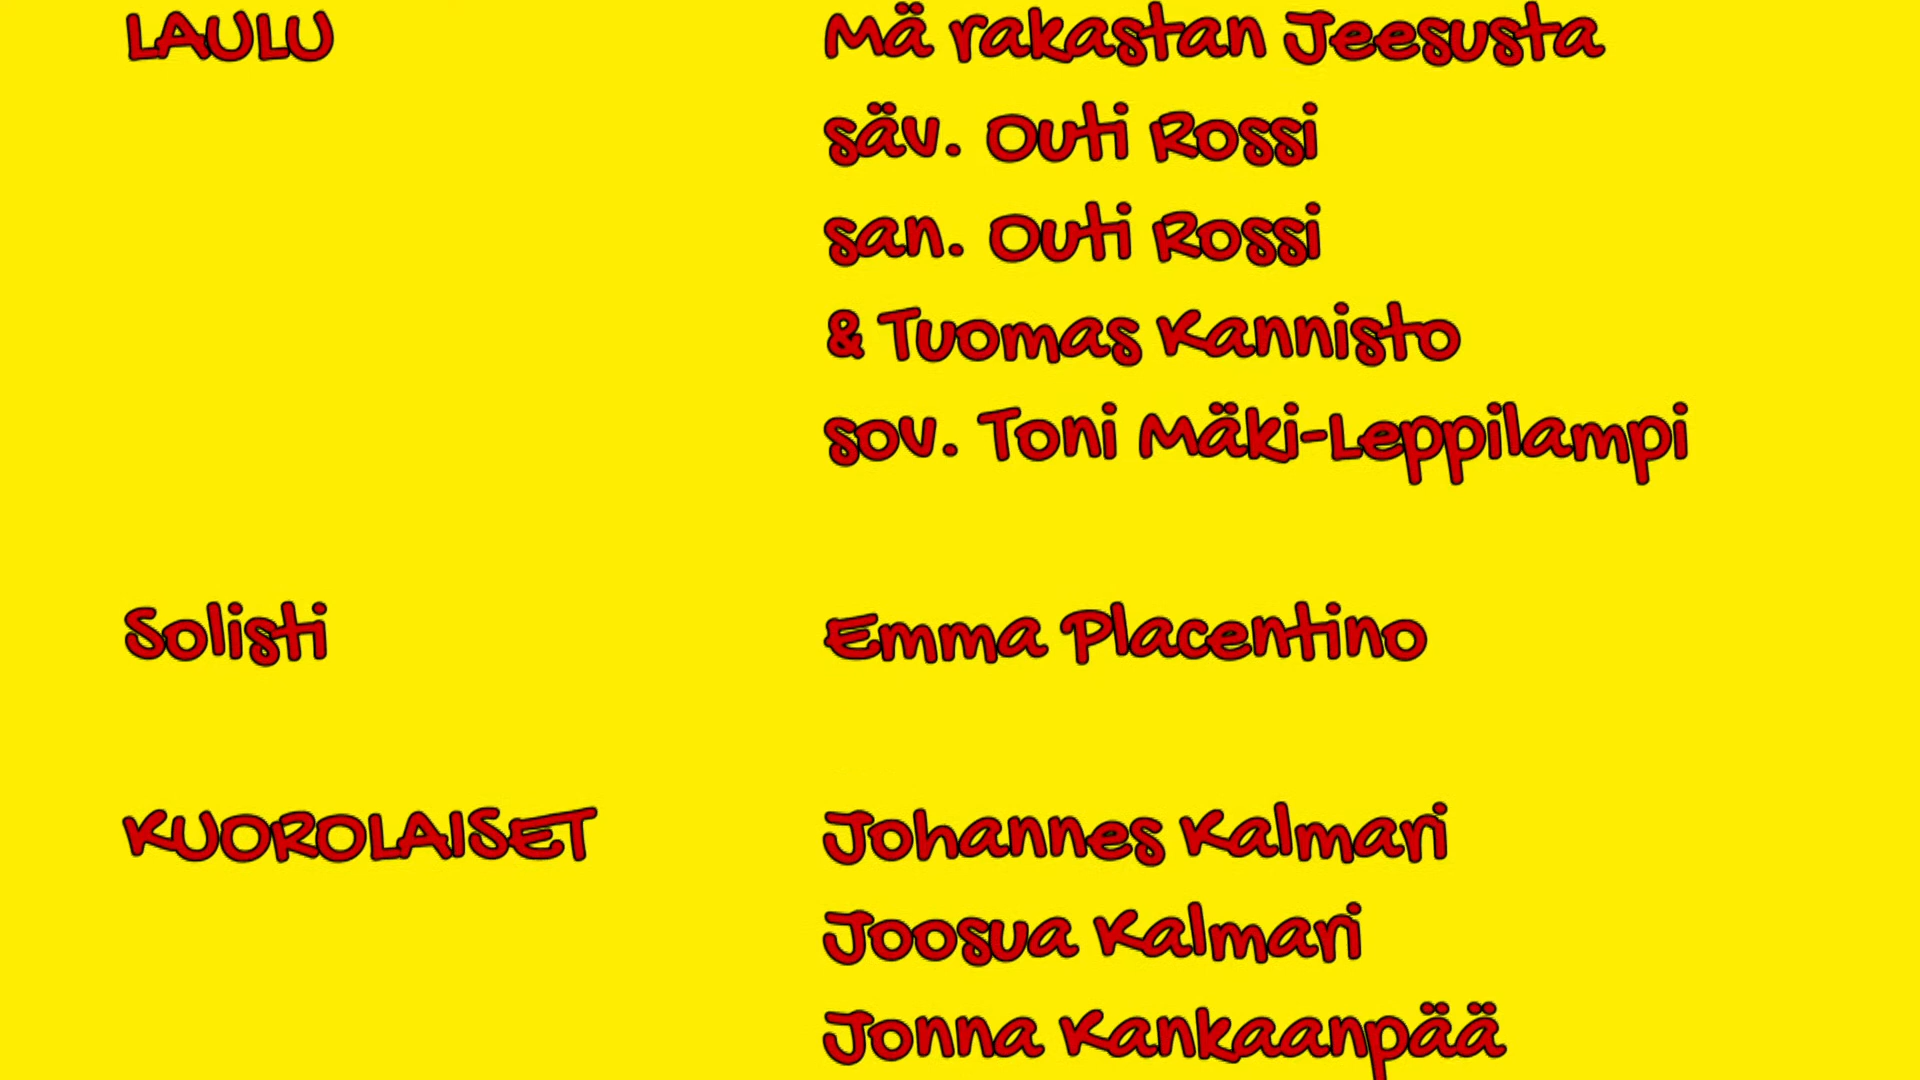 LAULU Mä rakastan Jeesusta
säv. Outi Rossi
san. Outi Rossi
& Tuomas Kannisto
sov. Toni Mäki-Leppilampi
Solisti Emma Placentino
KUOROLAISET Johannes Kalmari
Joosua Kalmari
Jonna Kankaanpää